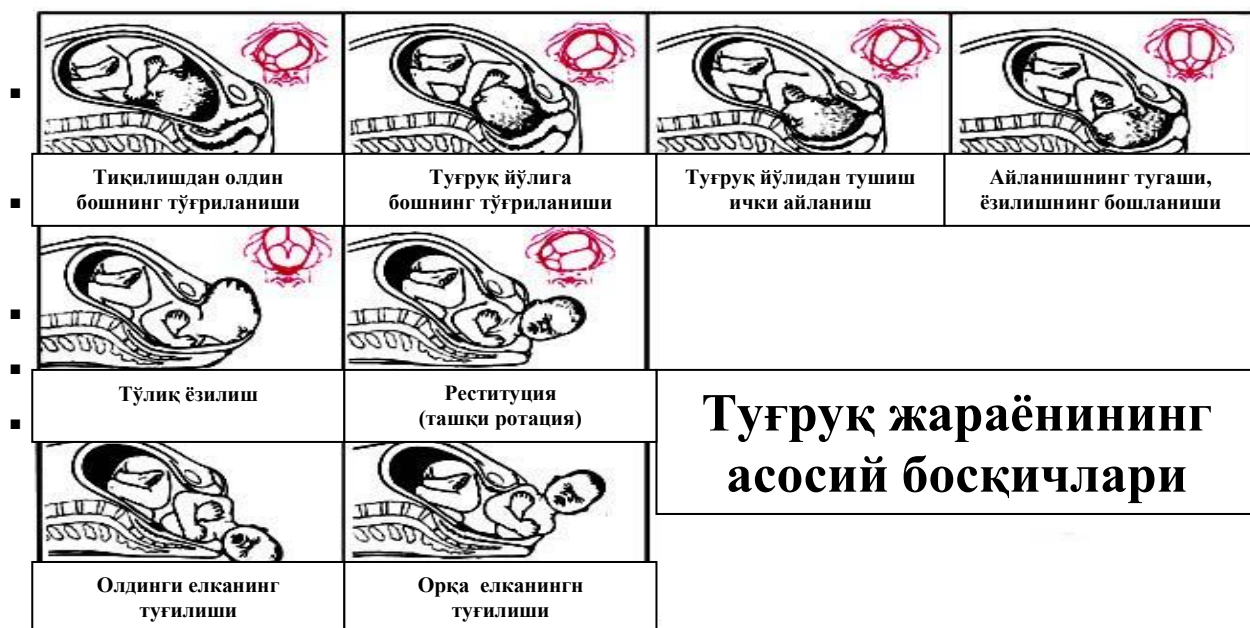 Тиқилишдан олдин
бошнинг тўғриланиши
Туғруқ йўлига
бошнинг тўғриланиши
Туғруқ йўлидан тушиш
ички айланиш
Айланишнинг тугаши,
ёзилишнинг бошланиши
Тўлиқ ёзилиш
Реституция
(ташқи ротация)
Туғруқ жараёнининг
асосий босқичлари
Олдинги елканинг
туғилиши
Орқа елканингн
туғилиши